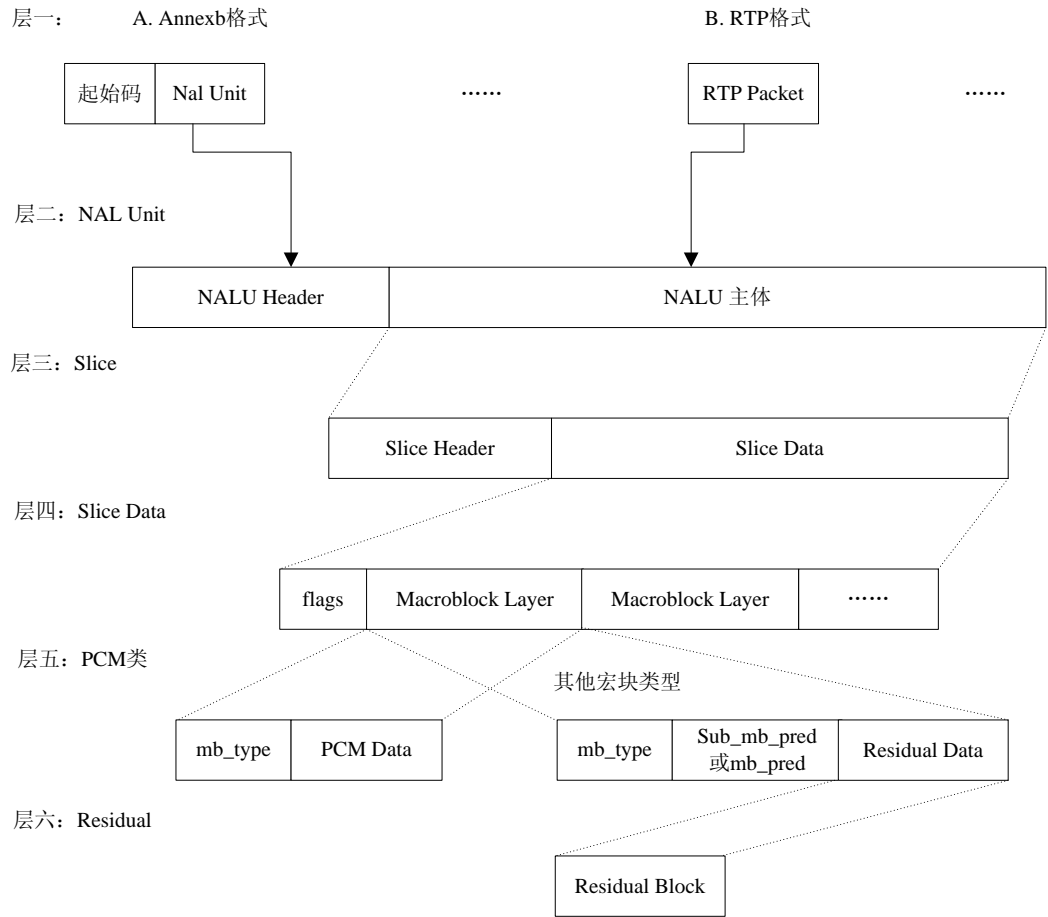 层一： A. Annexb格式 B. RTP格式
起始码 Nal Unit …… RTP Packet ……
层二：NAL Unit
NALU Header NALU 主体
层三：Slice
Slice Header Slice Data
层四：Slice Data
flags Macroblock Layer Macroblock Layer ……
层五：PCM类
其他宏块类型
mb_type PCM Data mb_type Sub_mb_pred
或mb_pred Residual Data
层六：Residual
Residual Block